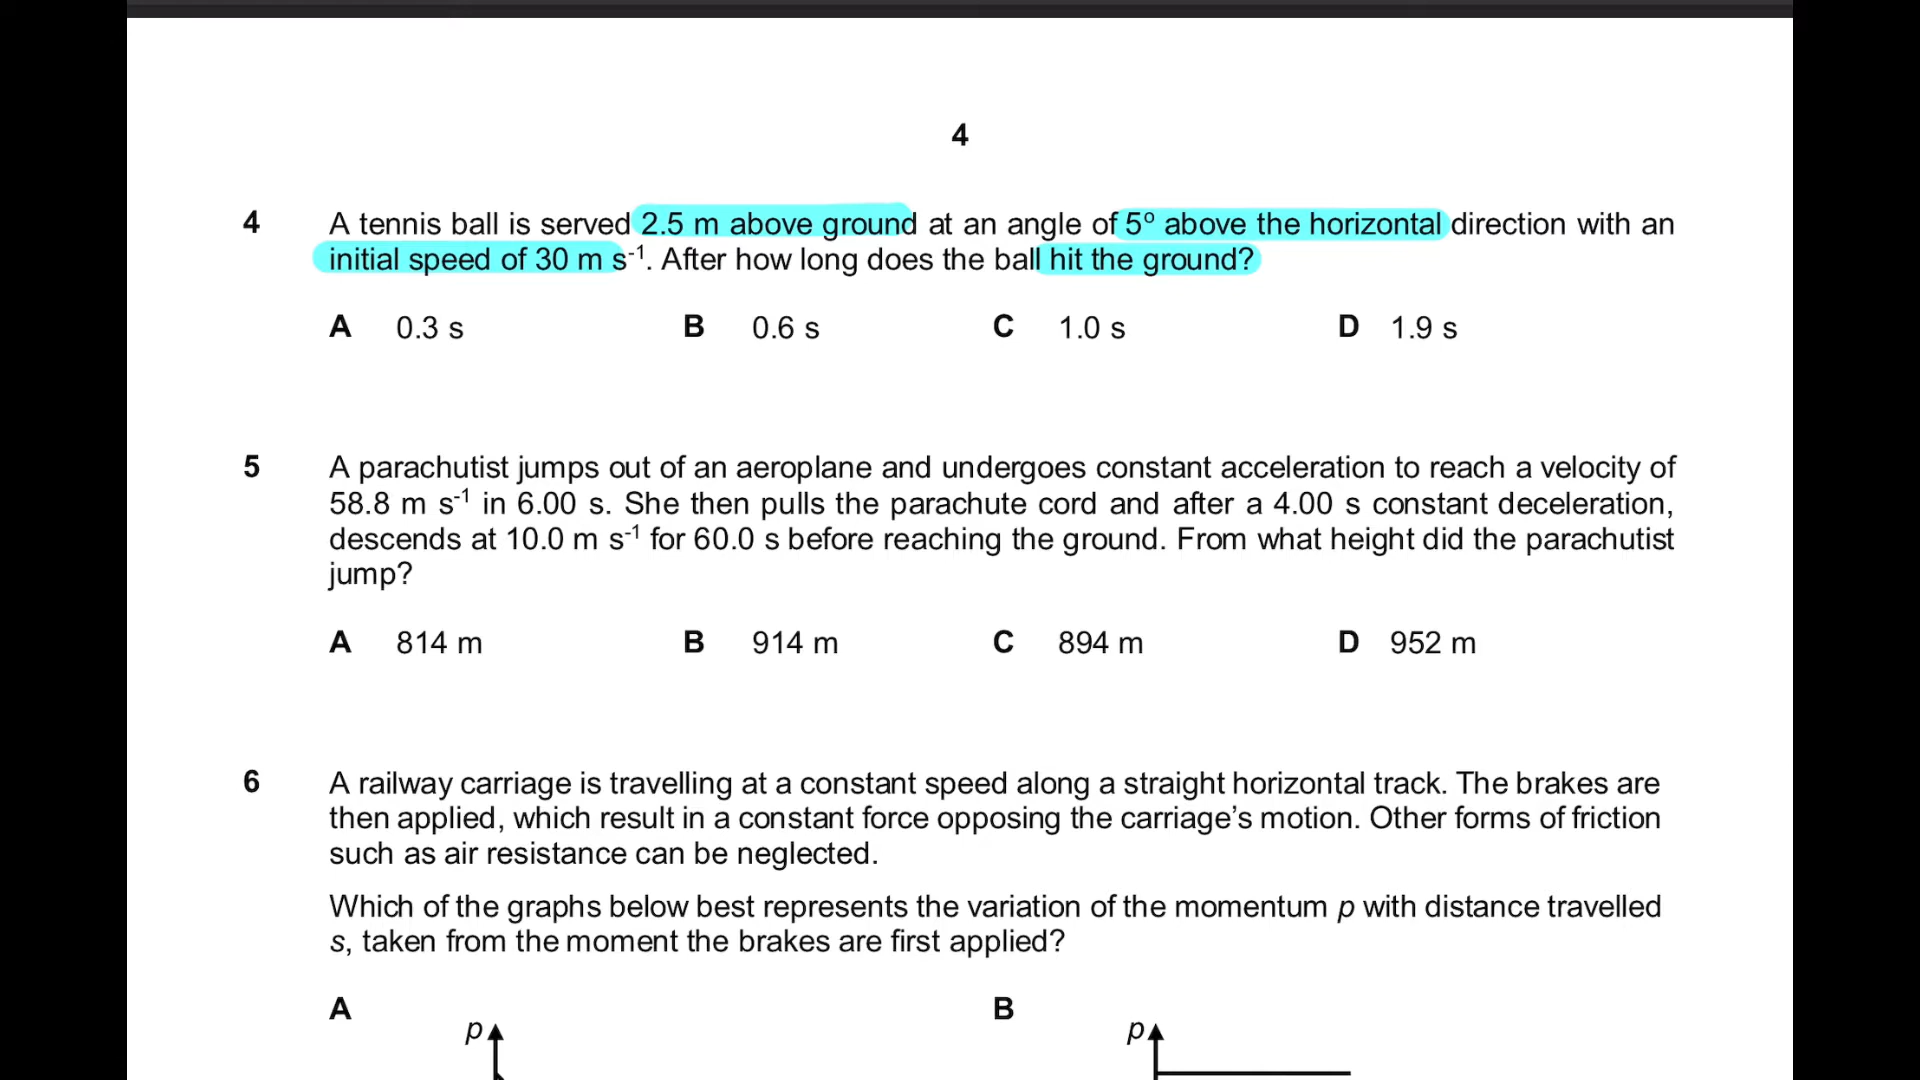 4
4 A tennis ball is served 2.5 m above ground at an angle of 5° above the horizontal direction with an
initial speed of 30 m s⁻¹. After how long does the ball hit the ground?
A 0.3 s B 0.6 s C 1.0 s D 1.9 s
5 A parachutist jumps out of an aeroplane and undergoes constant acceleration to reach a velocity of
58.8 m s⁻¹ in 6.00 s. She then pulls the parachute cord and after a 4.00 s constant deceleration,
descends at 10.0 m s⁻¹ for 60.0 s before reaching the ground. From what height did the parachutist
jump?
A 814 m B 914 m C 894 m D 952 m
6 A railway carriage is travelling at a constant speed along a straight horizontal track. The brakes are
then applied, which result in a constant force opposing the carriage’s motion. Other forms of friction
such as air resistance can be neglected.
Which of the graphs below best represents the variation of the momentum p with distance travelled
s, taken from the moment the brakes are first applied?
A B
p p